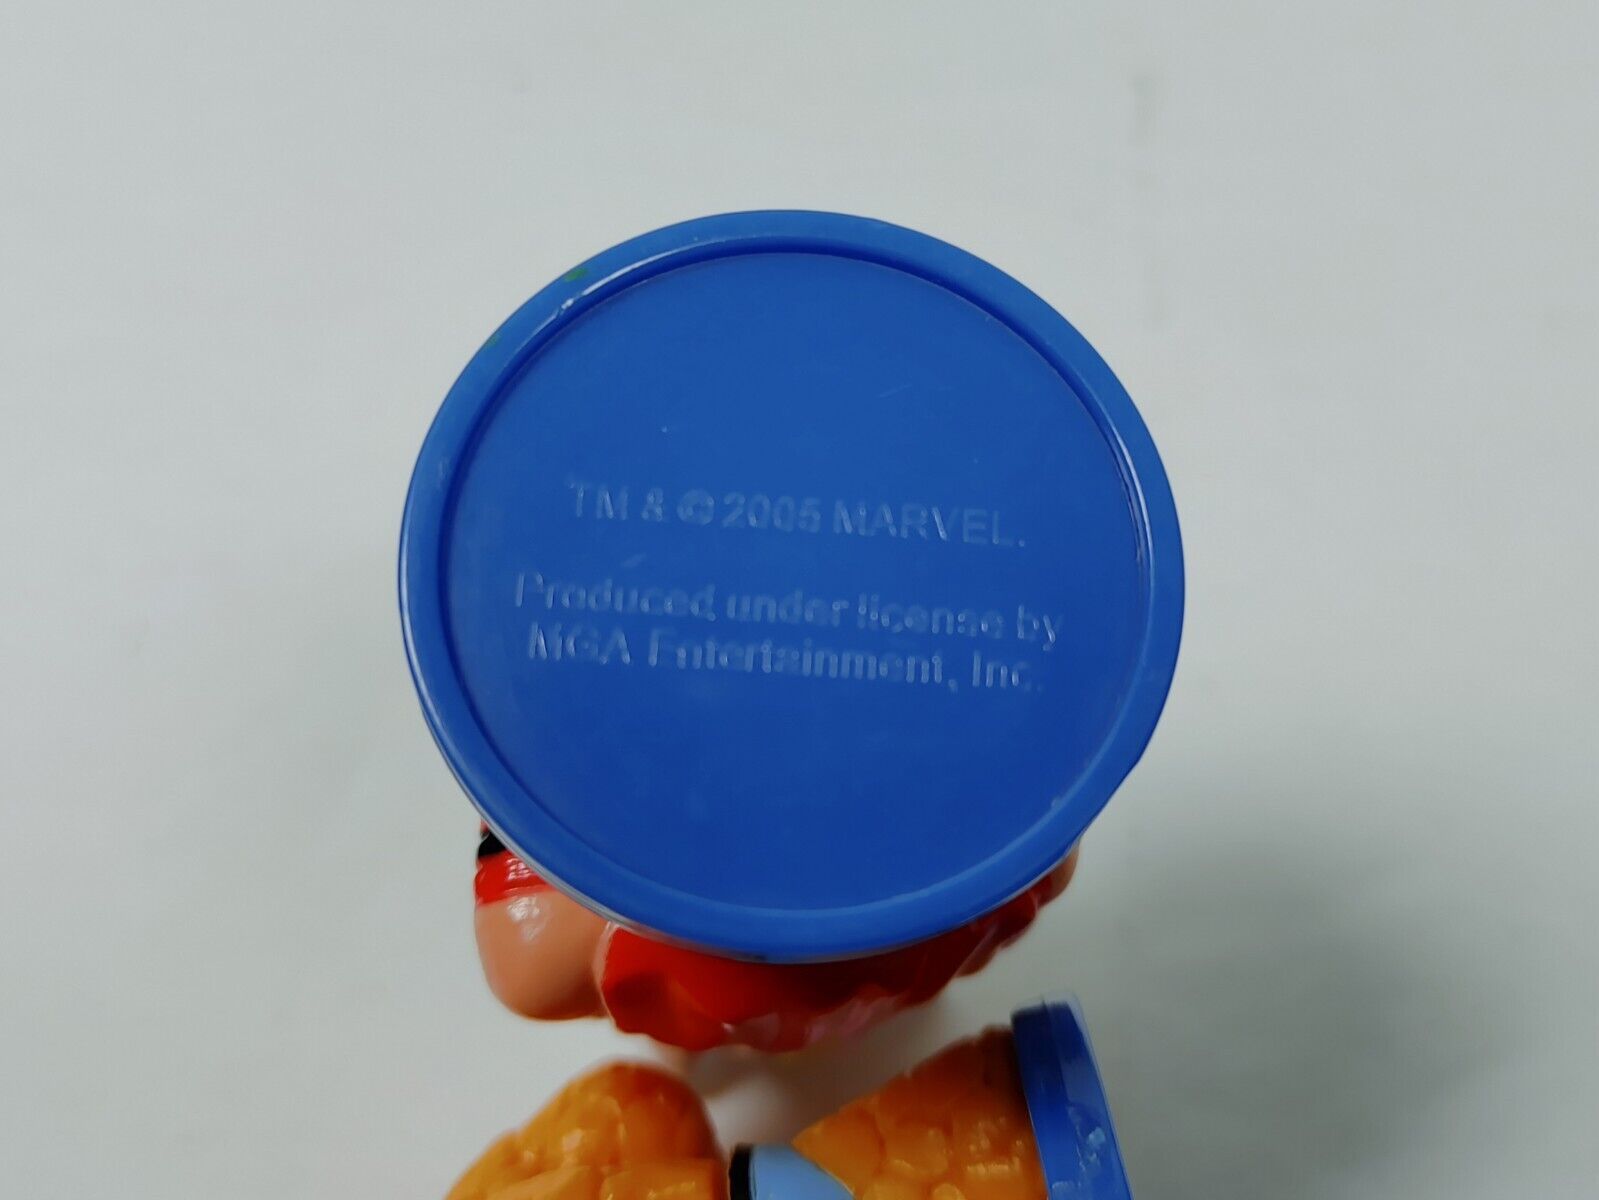 TM & © 2005 MARVEL.
Produced under license by
MGA Entertainment, Inc.